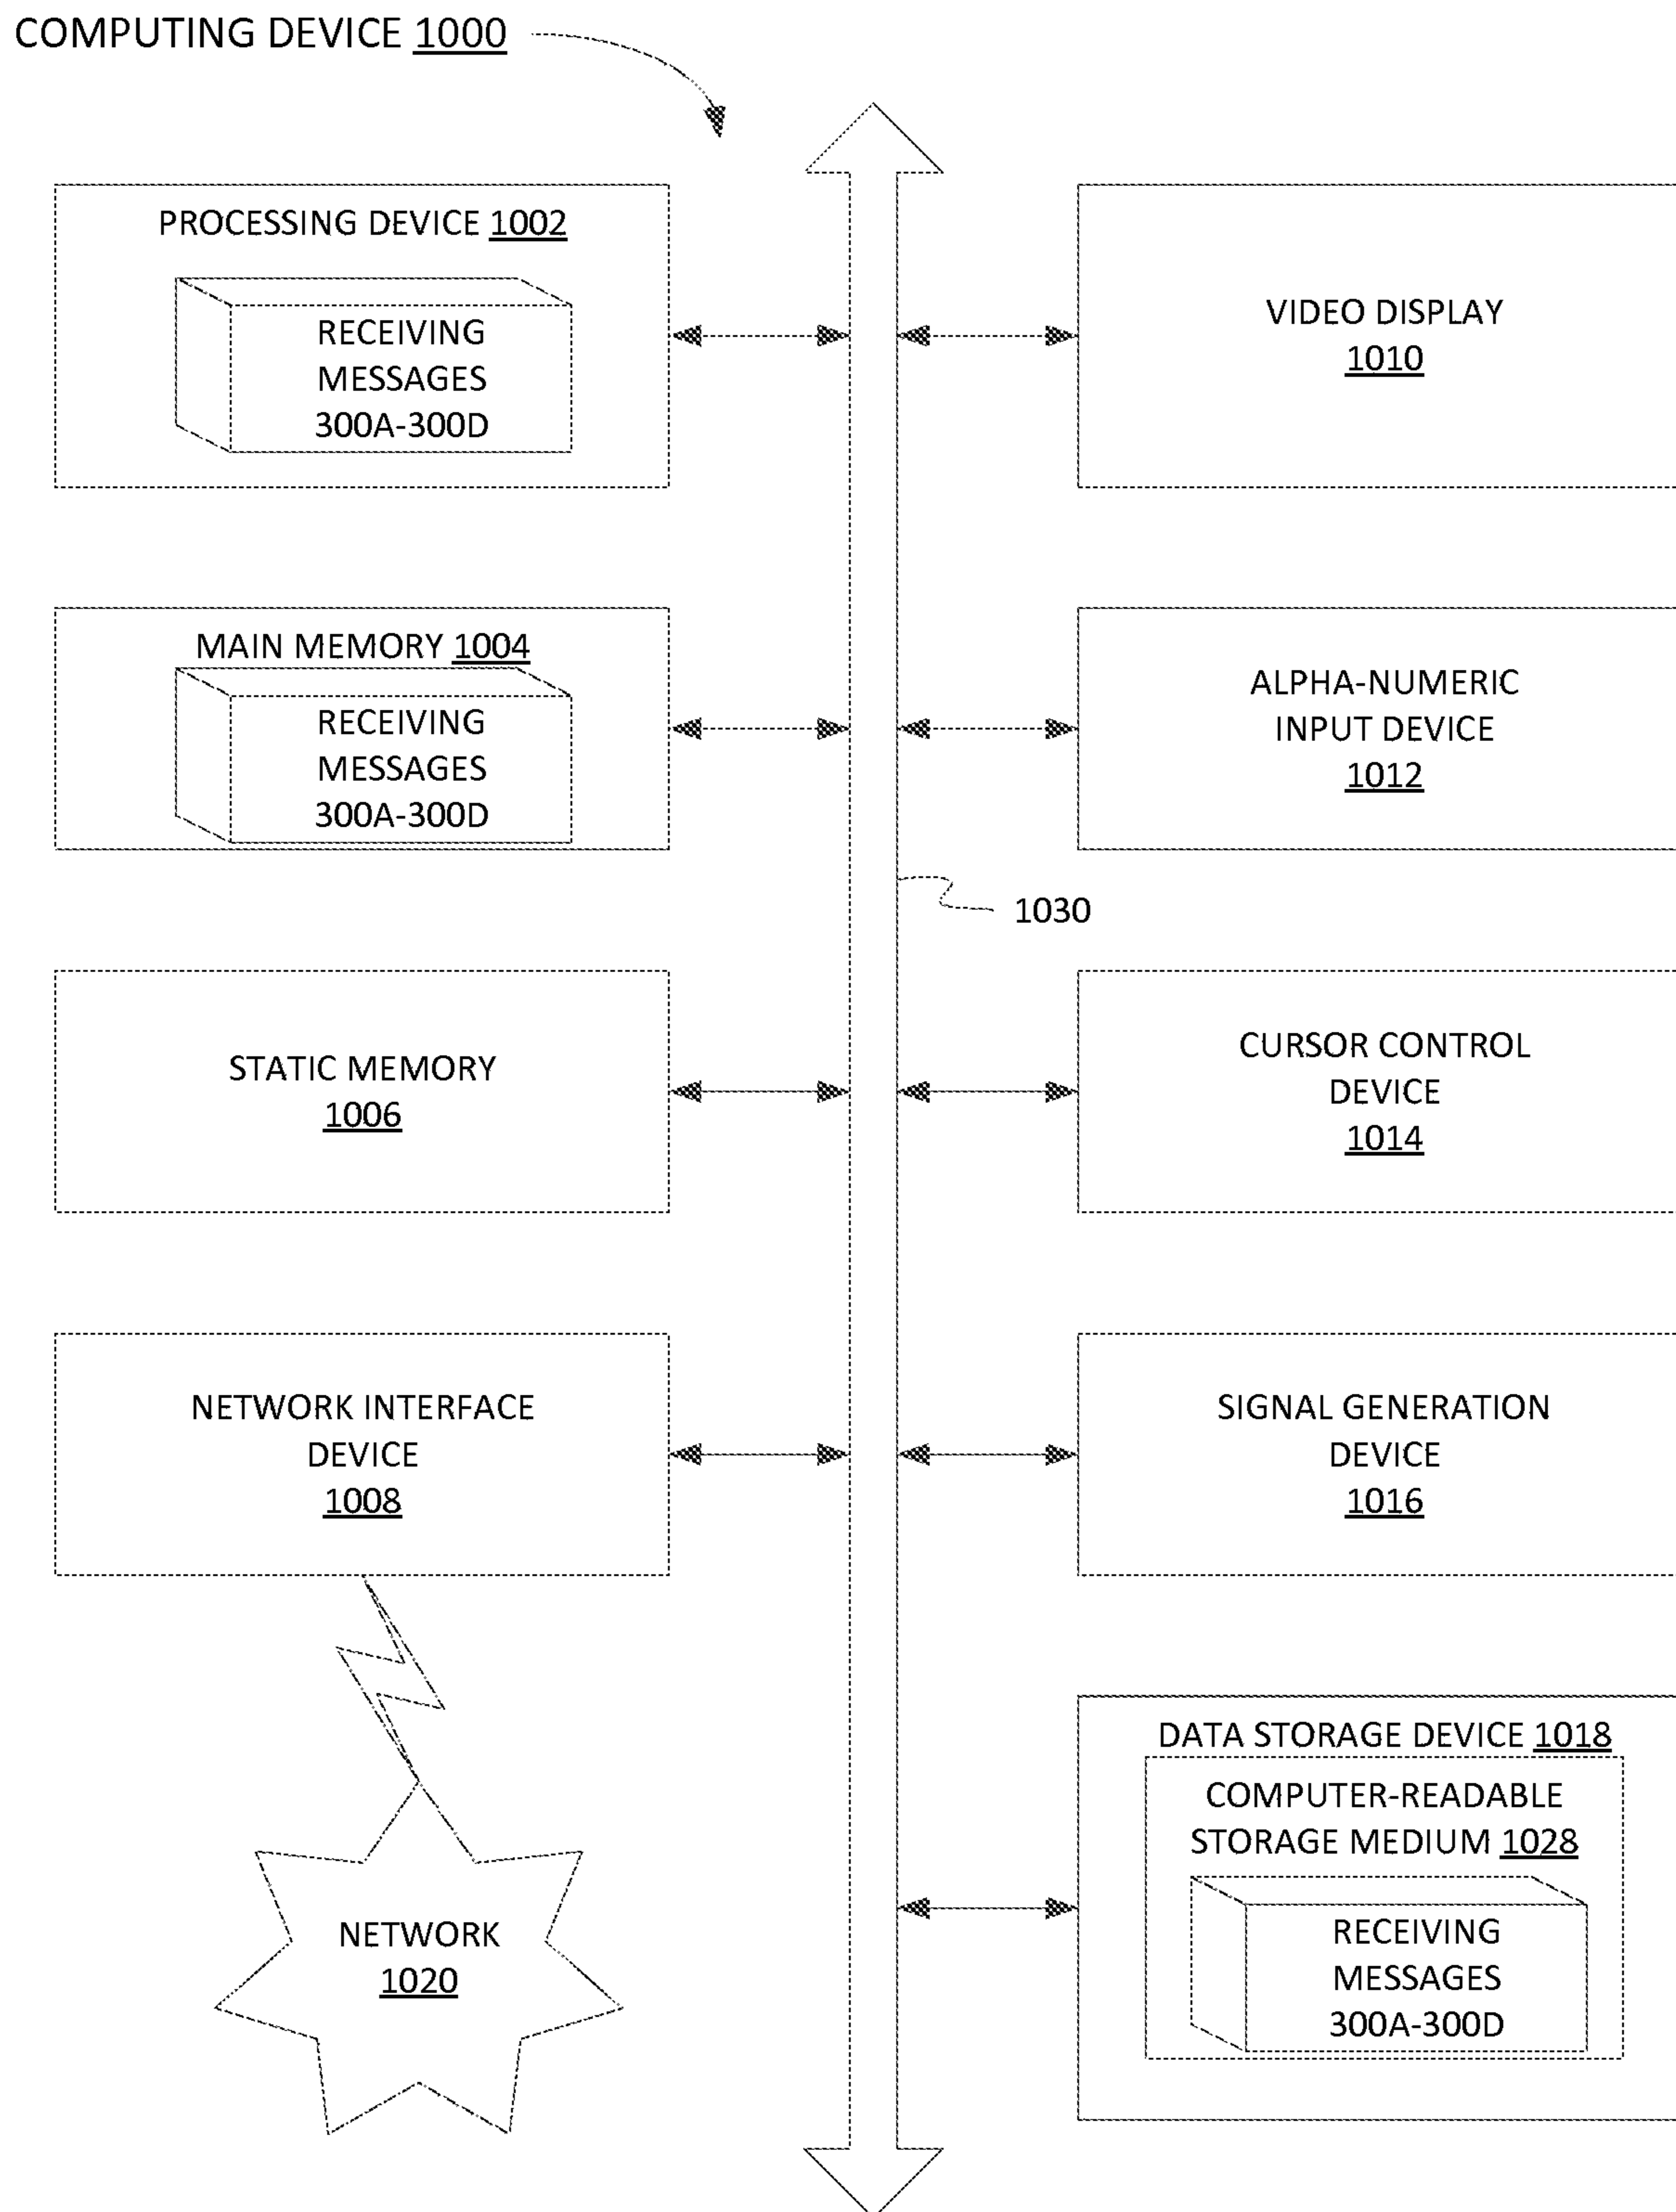 COMPUTING DEVICE 1000
PROCESSING DEVICE 1002
RECEIVING
MESSAGES
300A-300D
VIDEO DISPLAY
1010
MAIN MEMORY 1004
RECEIVING
MESSAGES
300A-300D
ALPHA-NUMERIC
INPUT DEVICE
1012
1030
STATIC MEMORY
1006
CURSOR CONTROL
DEVICE
1014
NETWORK INTERFACE
DEVICE
1008
SIGNAL GENERATION
DEVICE
1016
DATA STORAGE DEVICE 1018
COMPUTER-READABLE
STORAGE MEDIUM 1028
RECEIVING
MESSAGES
300A-300D
NETWORK
1020